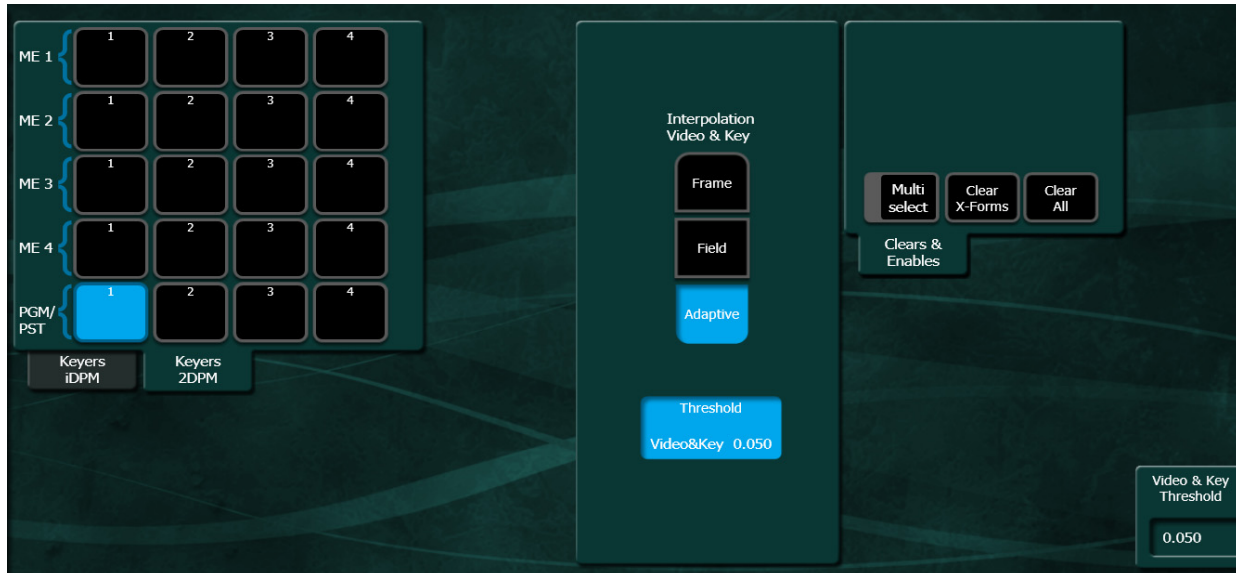 ME 1
1
2
3
4
ME 2
1
2
3
4
ME 3
1
2
3
4
ME 4
1
2
3
4
PGM/
PST
1
2
3
4
Keyers
iDPM
Keyers
2DPM
Interpolation
Video & Key
Frame
Field
Adaptive
Threshold
Video&Key 0.050
Multi
select
Clear
X-Forms
Clear
All
Clears &
Enables
Video & Key
Threshold
0.050